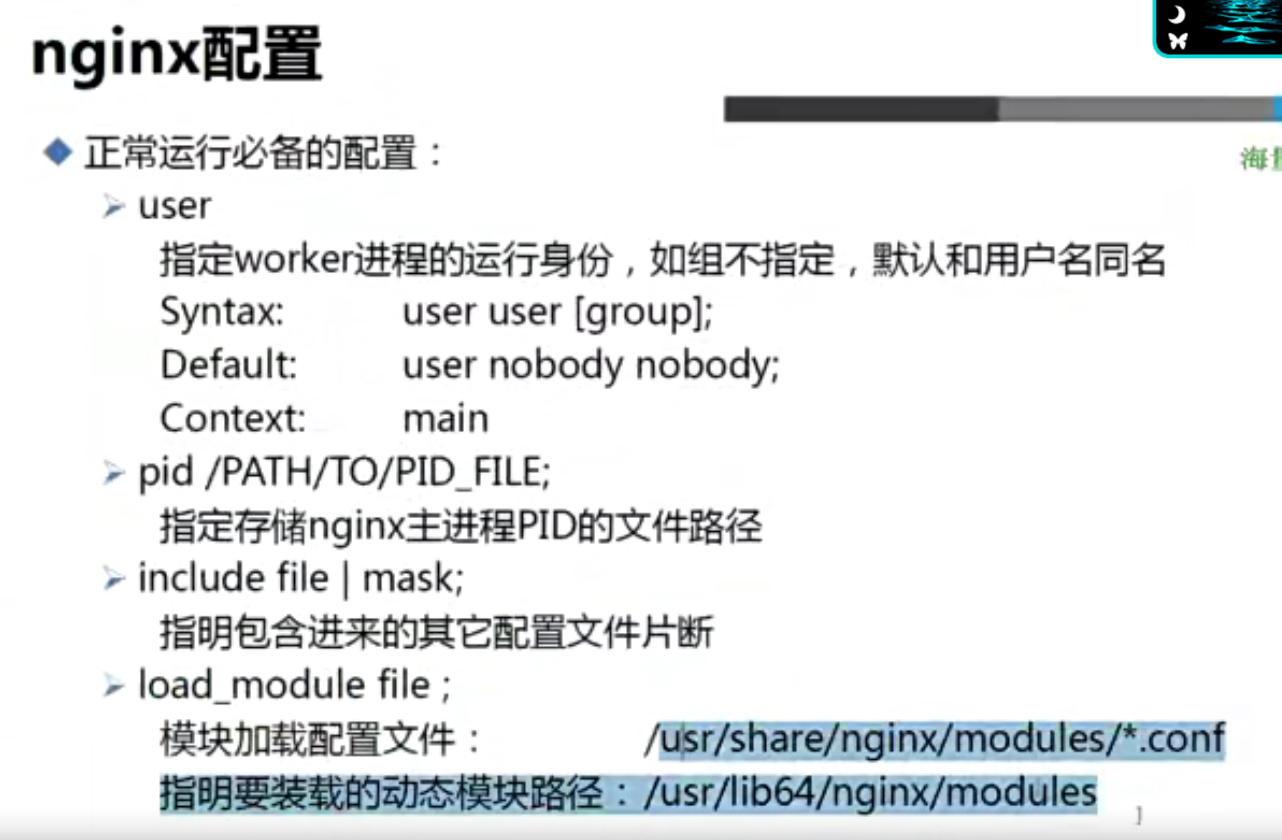 nginx配置
正常运行必备的配置：
user
指定worker进程的运行身份，如组不指定，默认和用户名同名
Syntax: user user [group];
Default: user nobody nobody;
Context: main
pid /PATH/TO/PID_FILE;
指定存储nginx主进程PID的文件路径
include file | mask;
指明包含进来的其它配置文件片断
load_module file ;
模块加载配置文件： /usr/share/nginx/modules/*.conf
指明要装载的动态模块路径：/usr/lib64/nginx/modules
海